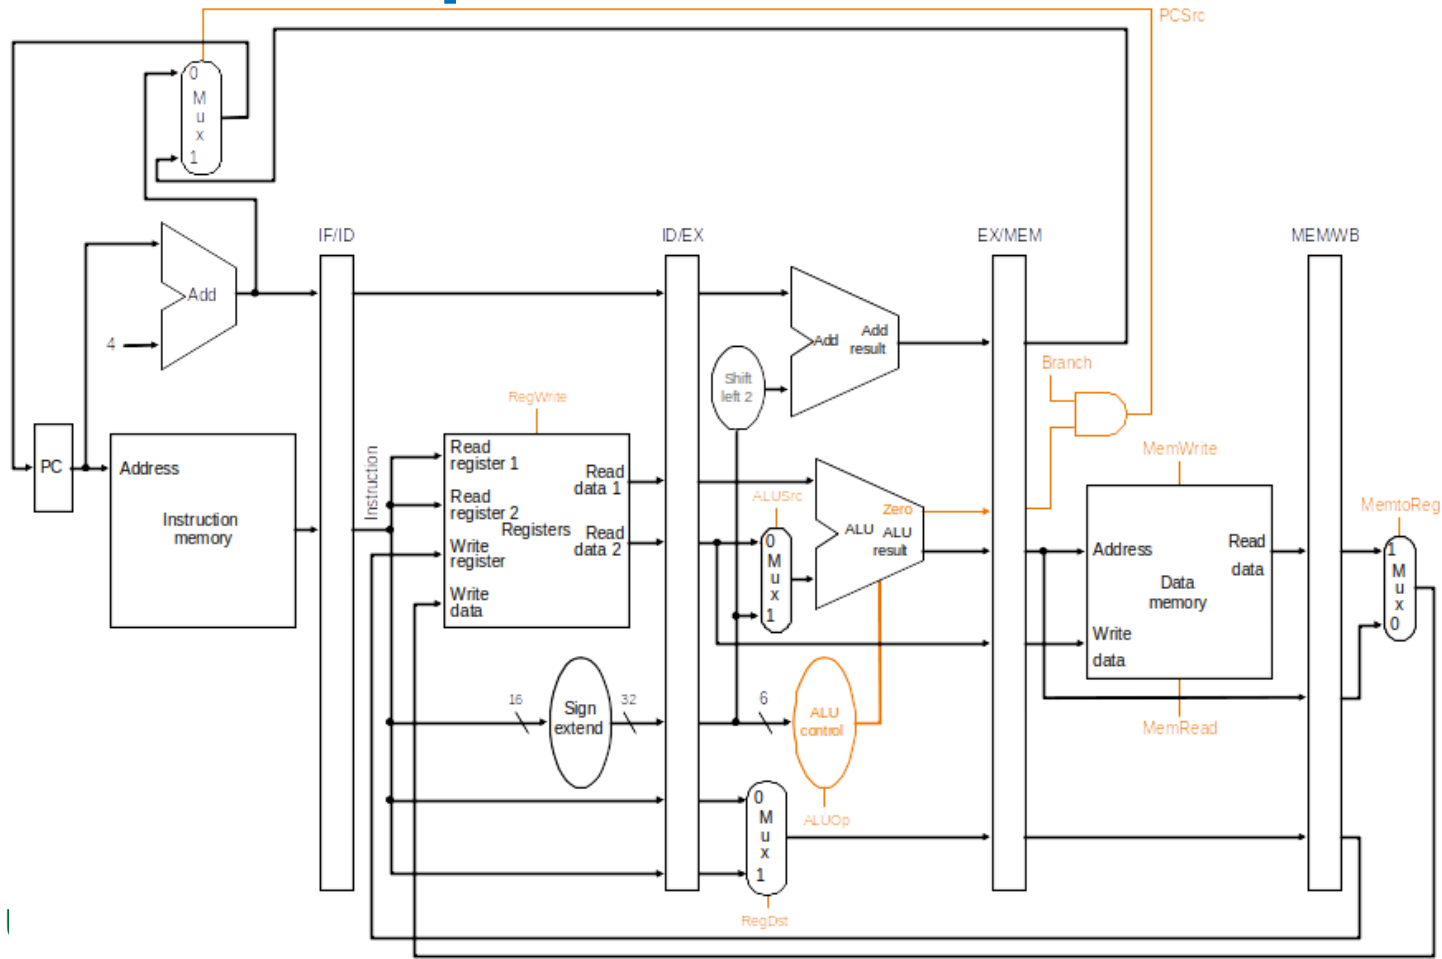 PCSrc
0
M
u
x
1
IF/ID
ID/EX
EX/MEM
MEM/WB
Add
4
Add
Add
result
Shift
left 2
Branch
RegWrite
PC
Address
Instruction
memory
Instruction
Read
register 1
Read
register 2
Write
register
Write
data
Registers
Read
data 1
Read
data 2
ALUSrc
0
M
u
x
1
Zero
ALU
ALU
result
MemWrite
Address
Read
data
Data
memory
Write
data
MemRead
MemtoReg
1
M
u
x
0
16
Sign
extend
32
6
ALU
control
ALUOp
0
M
u
x
1
RegDst